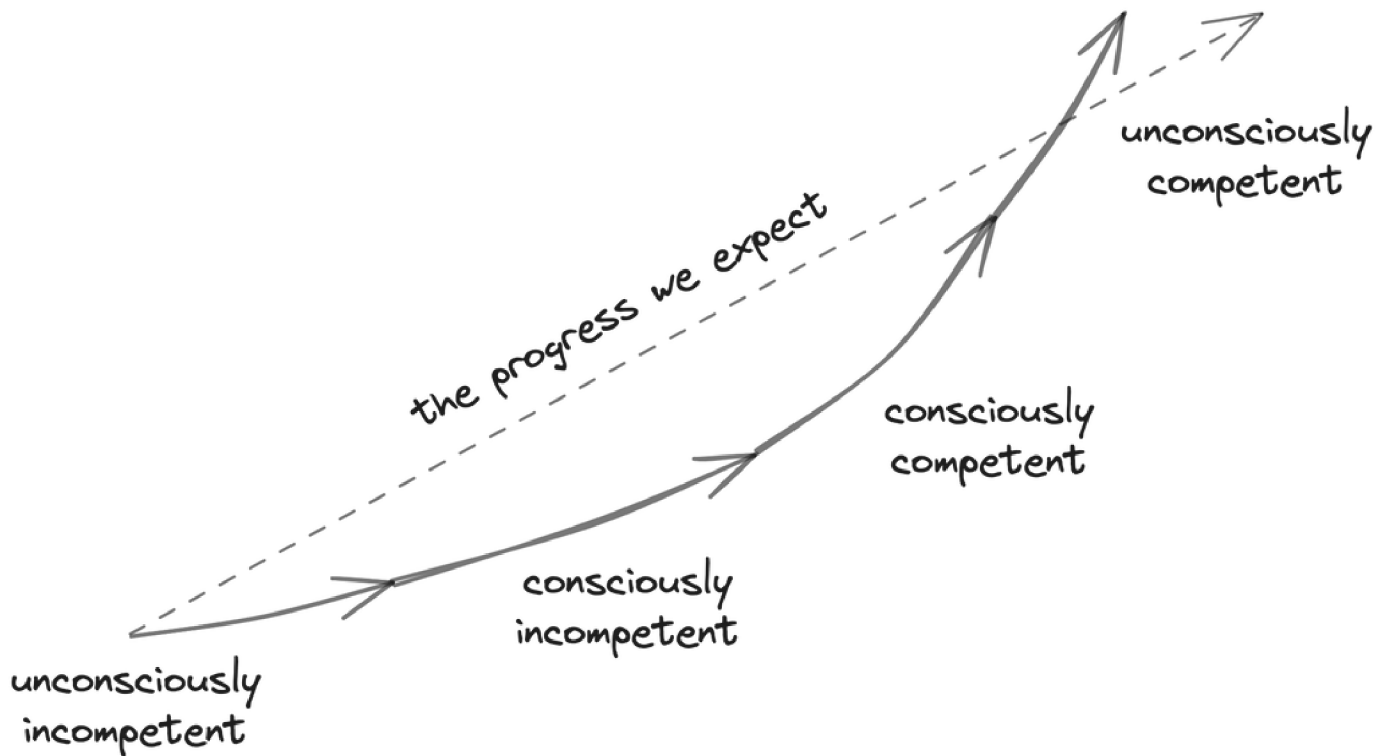 the progress we expect
unconsciously
competent
consciously
competent
consciously
incompetent
unconsciously
incompetent